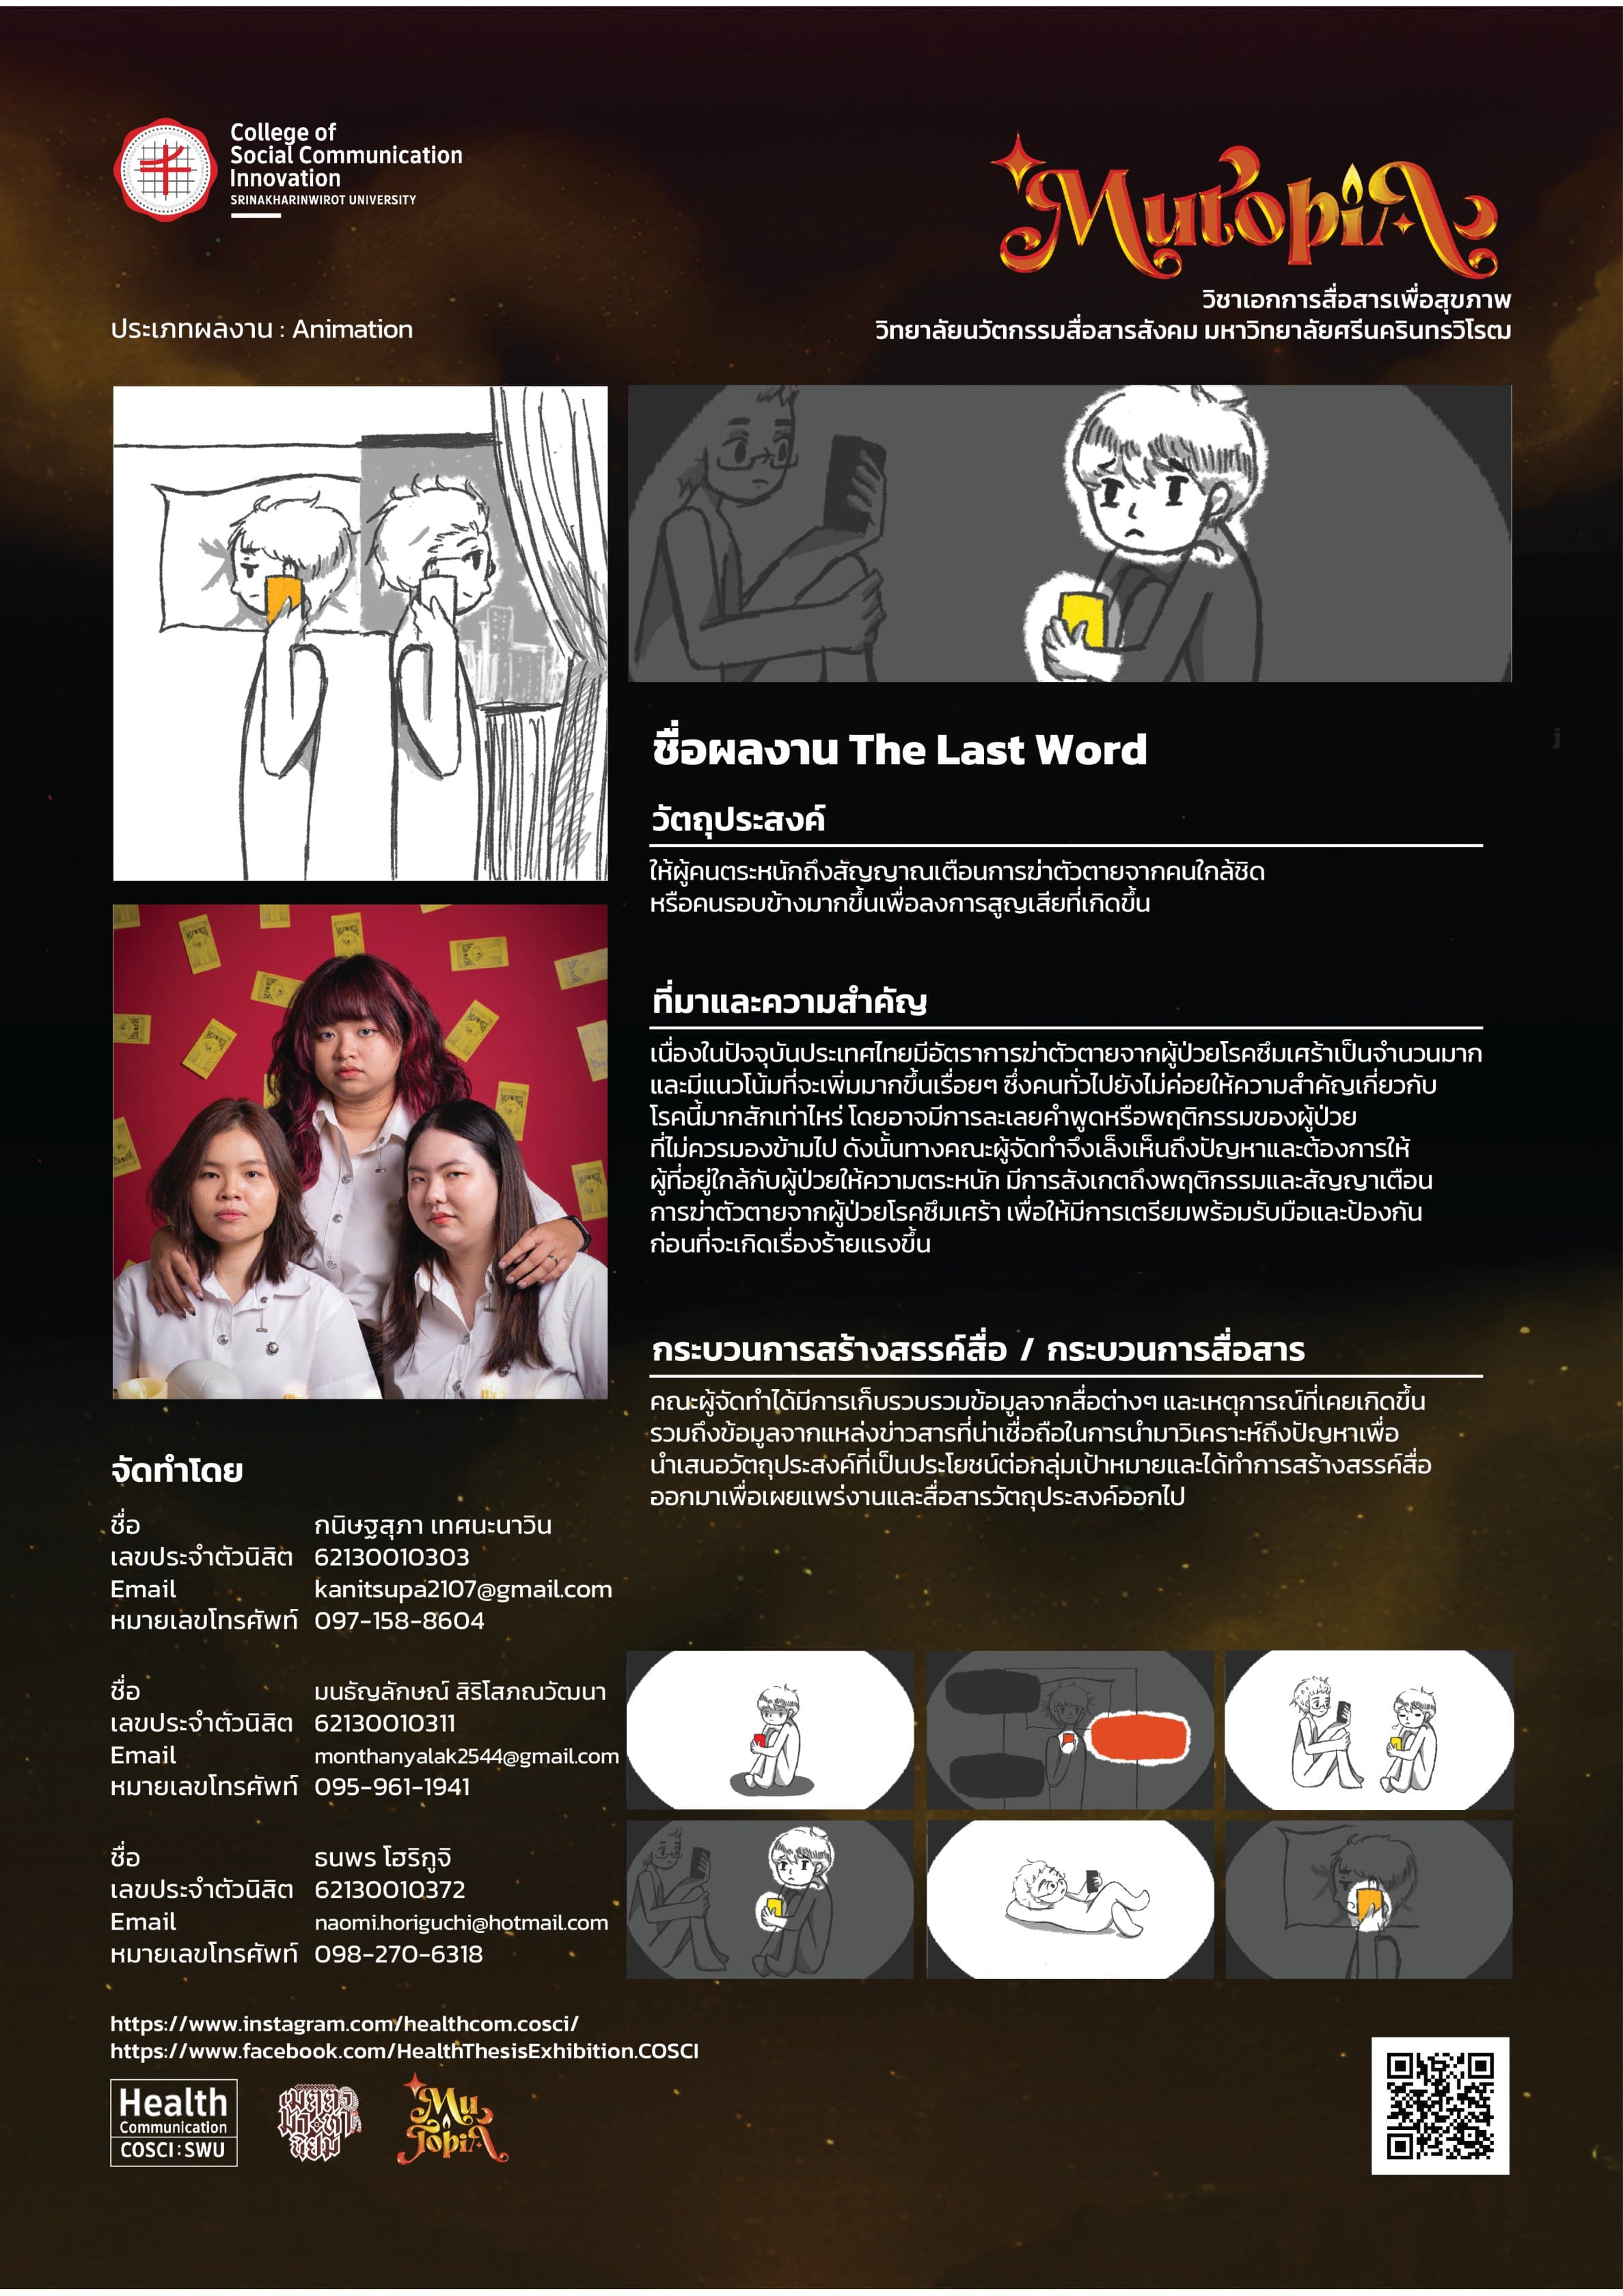 College of
Social Communication
Innovation
SRINAKHARINWIROT UNIVERSITY
Mutopia
วิชาเอกการสื่อสารเพื่อสุขภาพ
วิทยาลัยนวัตกรรมสื่อสารสังคม มหาวิทยาลัยศรีนครินทรวิโรฒ
ประเภทผลงาน : Animation
ชื่อผลงาน The Last Word
วัตถุประสงค์
ให้ผู้คนตระหนักถึงสัญญาณเตือนการฆ่าตัวตายจากคนใกล้ชิด
หรือคนรอบข้างมากขึ้นเพื่อลงการสูญเสียที่เกิดขึ้น
ที่มาและความสำคัญ
เนื่องในปัจจุบันประเทศไทยมีอัตราการฆ่าตัวตายจากผู้ป่วยโรคซึมเศร้าเป็นจำนวนมาก
และมีแนวโน้มที่จะเพิ่มมากขึ้นเรื่อยๆ ซึ่งคนทั่วไปยังไม่ค่อยให้ความสำคัญเกี่ยวกับ
โรคนี้มากสักเท่าไหร่ โดยอาจมีการละเลยคำพูดหรือพฤติกรรมของผู้ป่วย
ที่ไม่ควรมองข้ามไป ดังนั้นทางคณะผู้จัดทำจึงเล็งเห็นถึงปัญหาและต้องการให้
ผู้ที่อยู่ใกล้กับผู้ป่วยให้ความตระหนัก มีการสังเกตถึงพฤติกรรมและสัญญาเตือน
การฆ่าตัวตายจากผู้ป่วยโรคซึมเศร้า เพื่อให้มีการเตรียมพร้อมรับมือและป้องกัน
ก่อนที่จะเกิดเรื่องร้ายแรงขึ้น
กระบวนการสร้างสรรค์สื่อ / กระบวนการสื่อสาร
คณะผู้จัดทำได้มีการเก็บรวบรวมข้อมูลจากสื่อต่างๆ และเหตุการณ์ที่เคยเกิดขึ้น
รวมถึงข้อมูลจากแหล่งข่าวสารที่น่าเชื่อถือในการนำมาวิเคราะห์ถึงปัญหาเพื่อ
นำเสนอวัตถุประสงค์ที่เป็นประโยชน์ต่อกลุ่มเป้าหมายและได้ทำการสร้างสรรค์สื่อ
ออกมาเพื่อเผยแพร่งานและสื่อสารวัตถุประสงค์ออกไป
จัดทำโดย
ชื่อ กนิษฐสุภา เทศนะนาวิน
เลขประจำตัวนิสิต 62130010303
Email kanitsupa2107@gmail.com
หมายเลขโทรศัพท์ 097-158-8604
ชื่อ มนธัญลักษณ์ สิริโสภณวัฒนา
เลขประจำตัวนิสิต 62130010311
Email monthanyalak2544@gmail.com
หมายเลขโทรศัพท์ 095-961-1941
ชื่อ ธนพร โฮริกูจิ
เลขประจำตัวนิสิต 62130010372
Email naomi.horiguchi@hotmail.com
หมายเลขโทรศัพท์ 098-270-6318
https://www.instagram.com/healthcom.cosci/
https://www.facebook.com/HealthThesisExhibition.COSCI
Health
Communication
COSCI:SWU
Mu
Topia
j